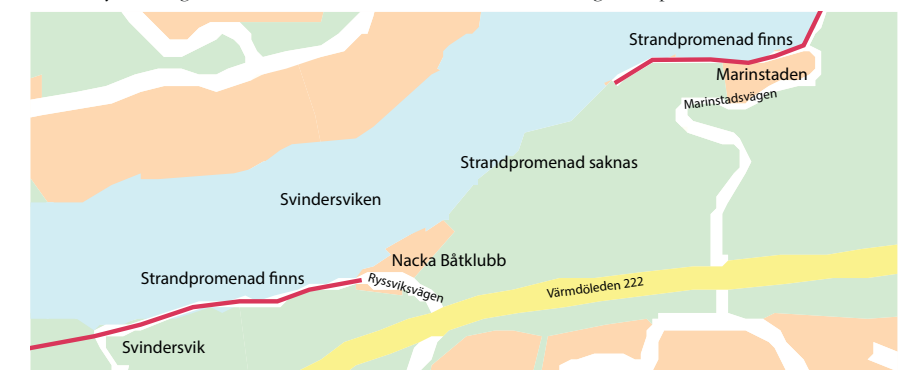 Strandpromenad finns
Marinstaden
Marinstadsvägen
Strandpromenad saknas
Svindersviken
Nacka Båtklubb
Strandpromenad finns
Ryssviksvägen
Värmdöleden 222
Svindersvik